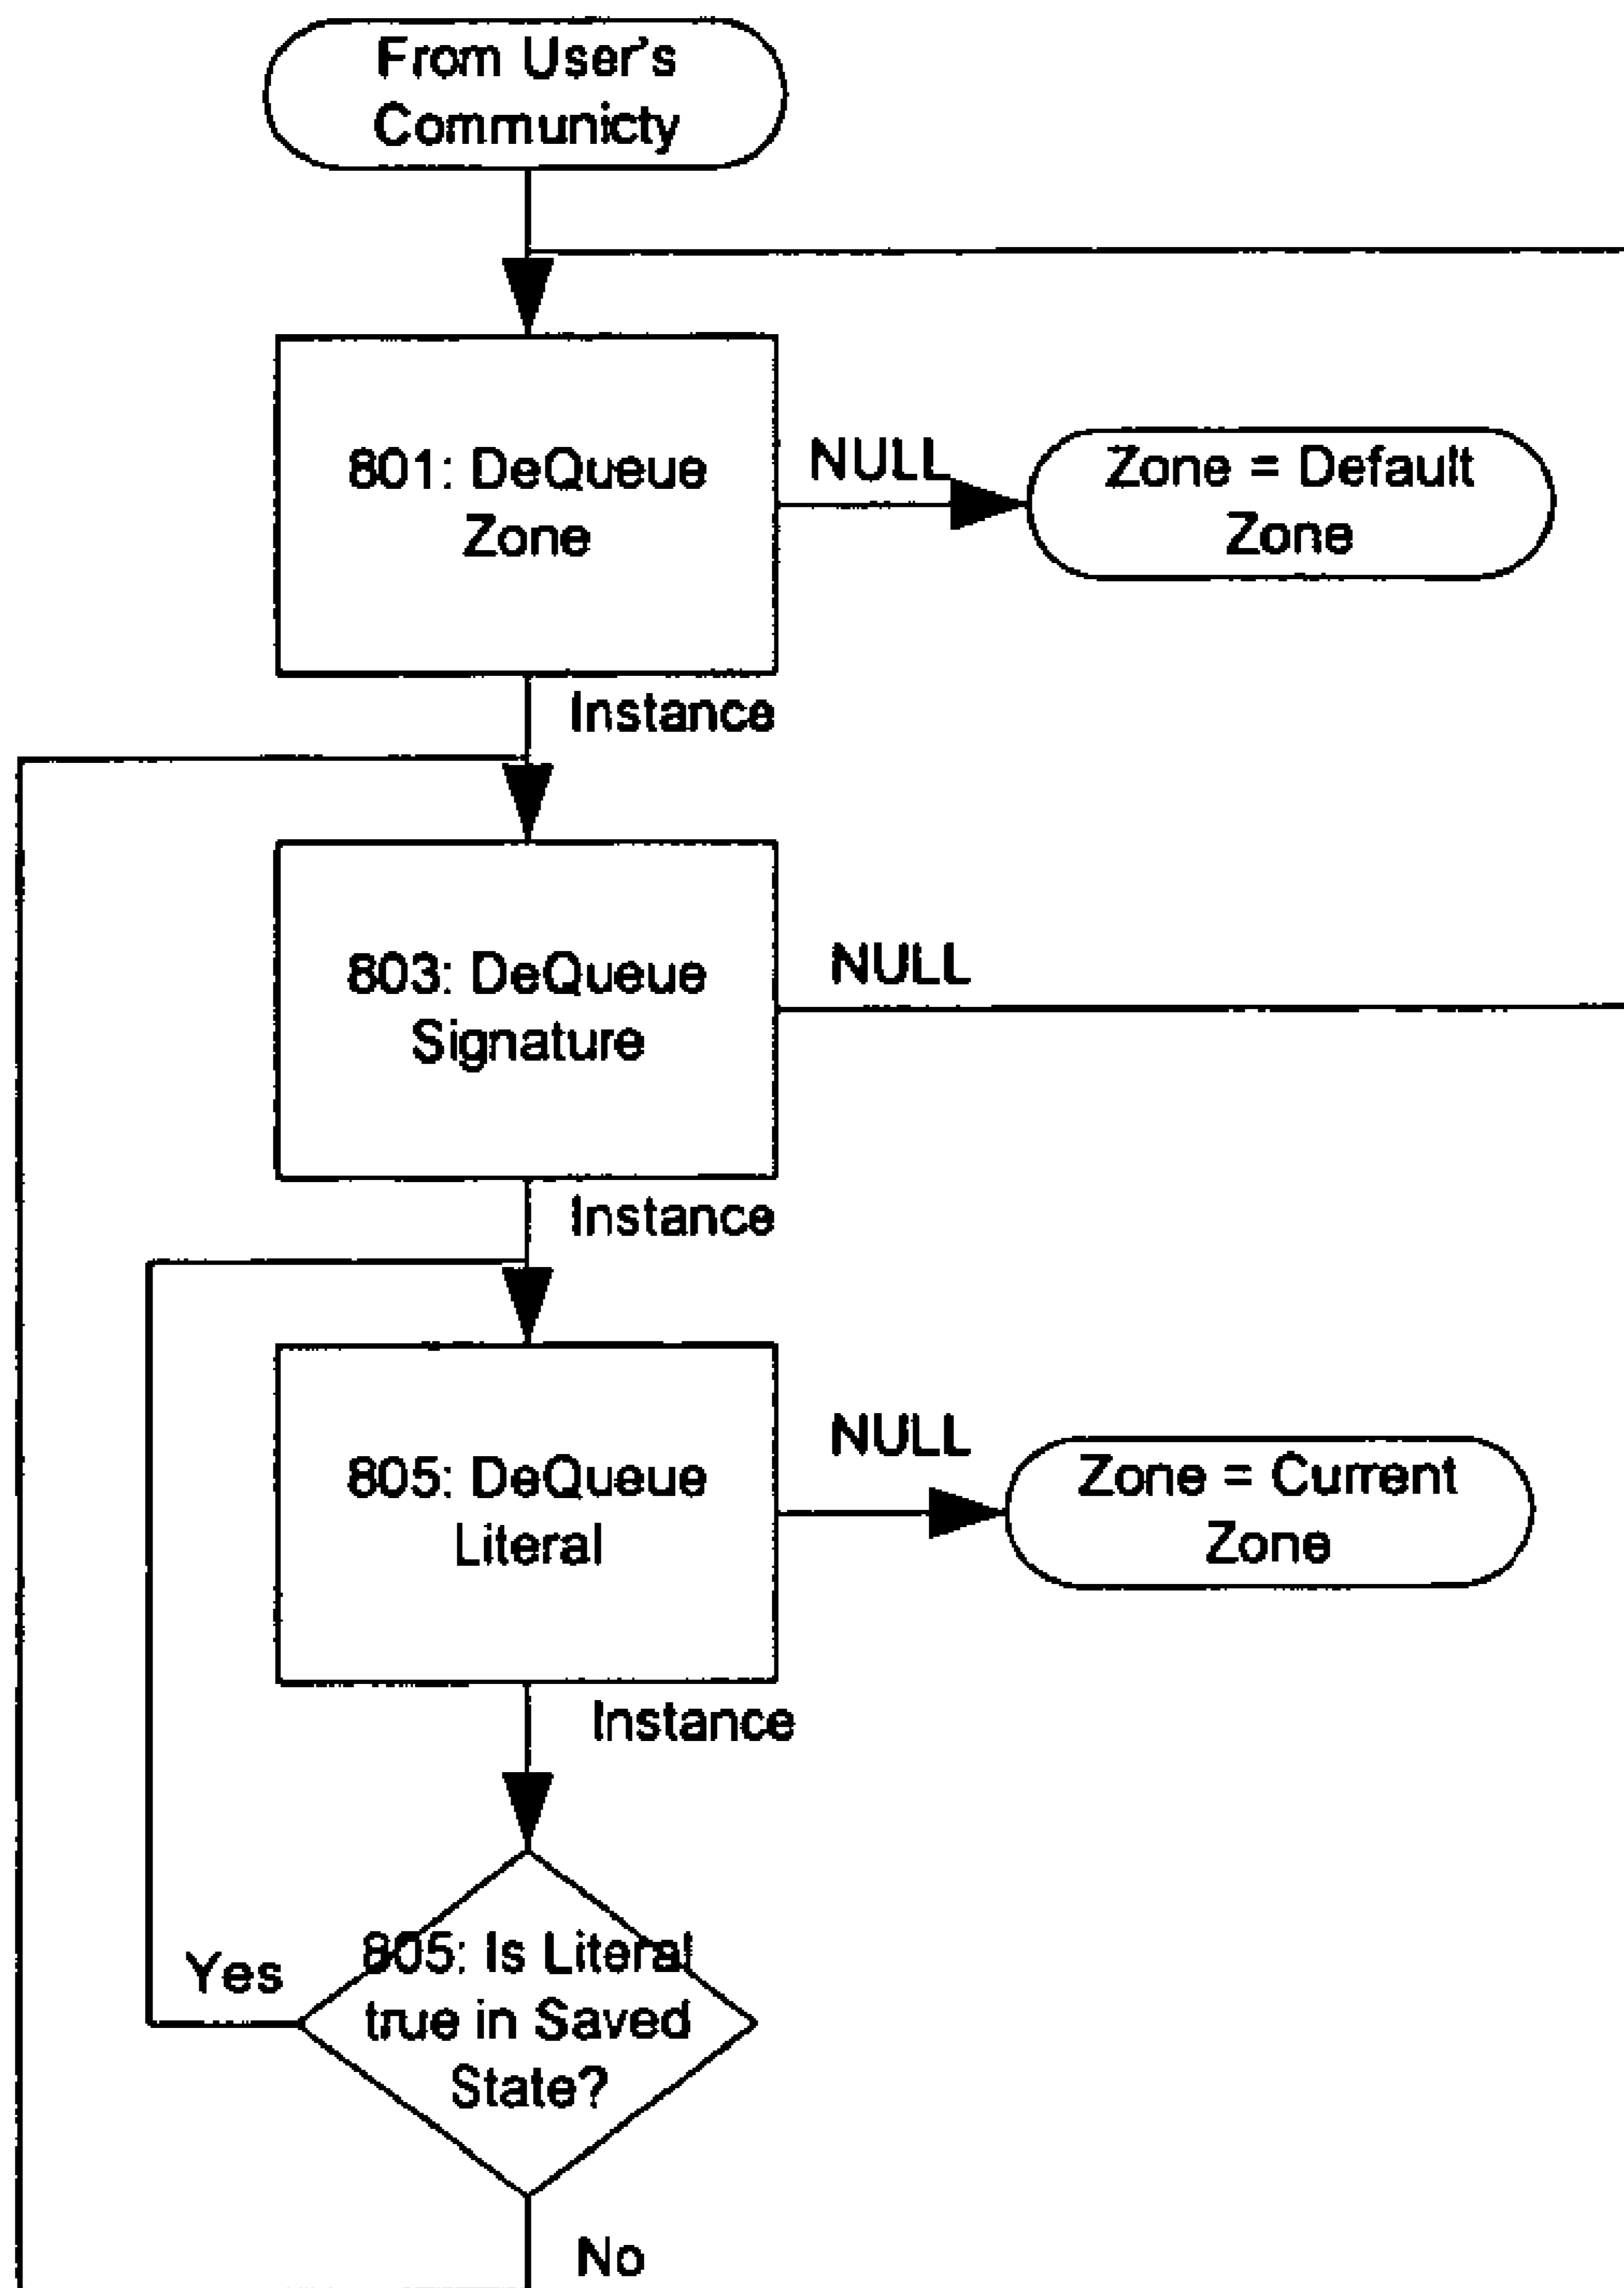 From User's
Communicty
801: DeQueue
Zone
NULL
Zone = Default
Zone
Instance
803: DeQueue
Signature
NULL
Instance
805: DeQueue
Literal
NULL
Zone = Current
Zone
Instance
805: Is Literal
true in Saved
State?
Yes
No